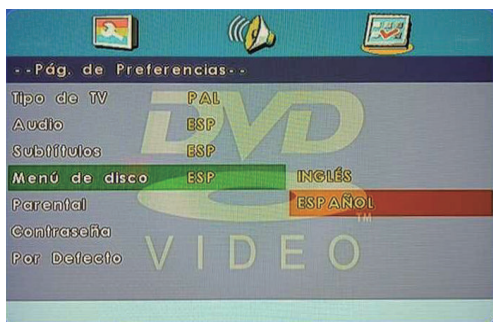 --Pág. de Preferencias--
Tipo de TV PAL
Audio ESP
Subtítulos ESP
Menú de disco ESP INGLÉS
Parental ESPAÑOL
Contraseña
Por Defecto
DVD
TM
VIDEO